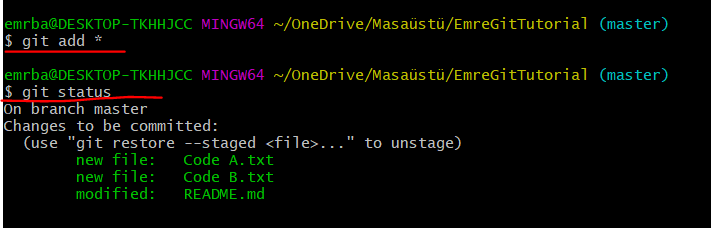 emrba@DESKTOP-TKHHJCC MINGW64 ~/OneDrive/Masaüstü/EmreGitTutorial (master)
$ git add *
emrba@DESKTOP-TKHHJCC MINGW64 ~/OneDrive/Masaüstü/EmreGitTutorial (master)
$ git status
On branch master
Changes to be committed:
  (use "git restore --staged <file>..." to unstage)
        new file:   Code A.txt
        new file:   Code B.txt
        modified:   README.md